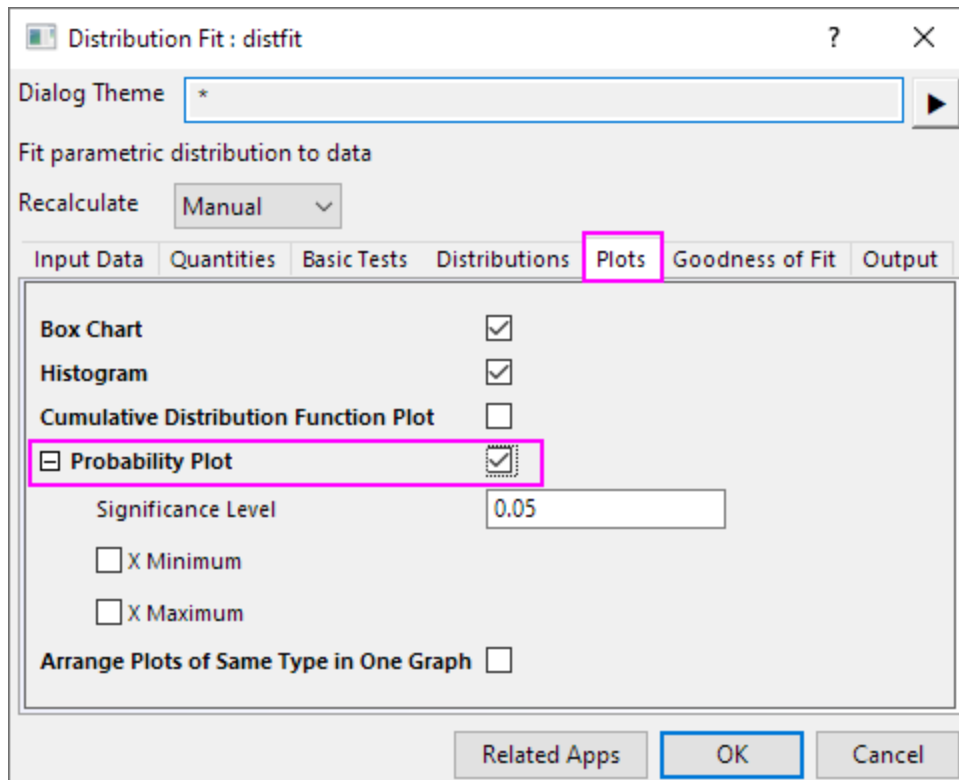 Distribution Fit : distfit ?
Dialog Theme *
Fit parametric distribution to data
Recalculate Manual
Input Data Quantities Basic Tests Distributions Plots Goodness of Fit Output
Box Chart
Histogram
Cumulative Distribution Function Plot
Probability Plot
Significance Level 0.05
X Minimum
X Maximum
Arrange Plots of Same Type in One Graph
Related Apps OK Cancel